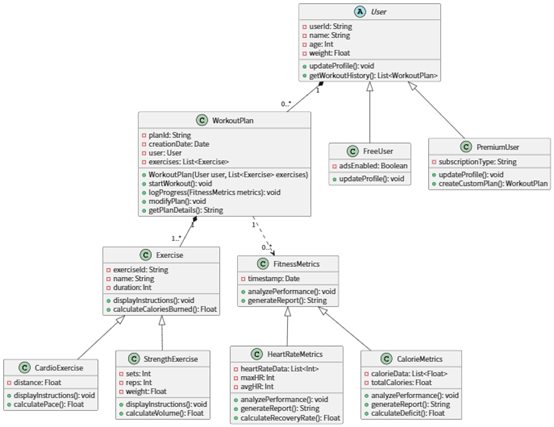 A User
userId: String
name: String
age: Int
weight: Float
updateProfile(): void
getWorkoutHistory(): List<WorkoutPlan>
1
0..*
C WorkoutPlan
planId: String
creationDate: Date
user: User
exercises: List<Exercise>
WorkoutPlan(User user, List<Exercise> exercises)
startWorkout(): void
logProgress(FitnessMetrics metrics): void
modifyPlan(): void
getPlanDetails(): String
C FreeUser
adsEnabled: Boolean
updateProfile(): void
C PremiumUser
subscriptionType: String
updateProfile(): void
createCustomPlan(): WorkoutPlan
1
1
1..*
0..*
C Exercise
exerciseId: String
name: String
duration: Int
displayInstructions(): void
calculateCaloriesBurned(): Float
C FitnessMetrics
timestamp: Date
analyzePerformance(): void
generateReport(): String
C CardioExercise
distance: Float
displayInstructions(): void
calculatePace(): Float
C StrengthExercise
sets: Int
reps: Int
weight: Float
displayInstructions(): void
calculateVolume(): Float
C HeartRateMetrics
heartRateData: List<Int>
maxHR: Int
avgHR: Int
analyzePerformance(): void
generateReport(): String
calculateRecoveryRate(): Float
C CalorieMetrics
calorieData: List<Float>
totalCalories: Float
analyzePerformance(): void
generateReport(): String
calculateDeficit(): Float